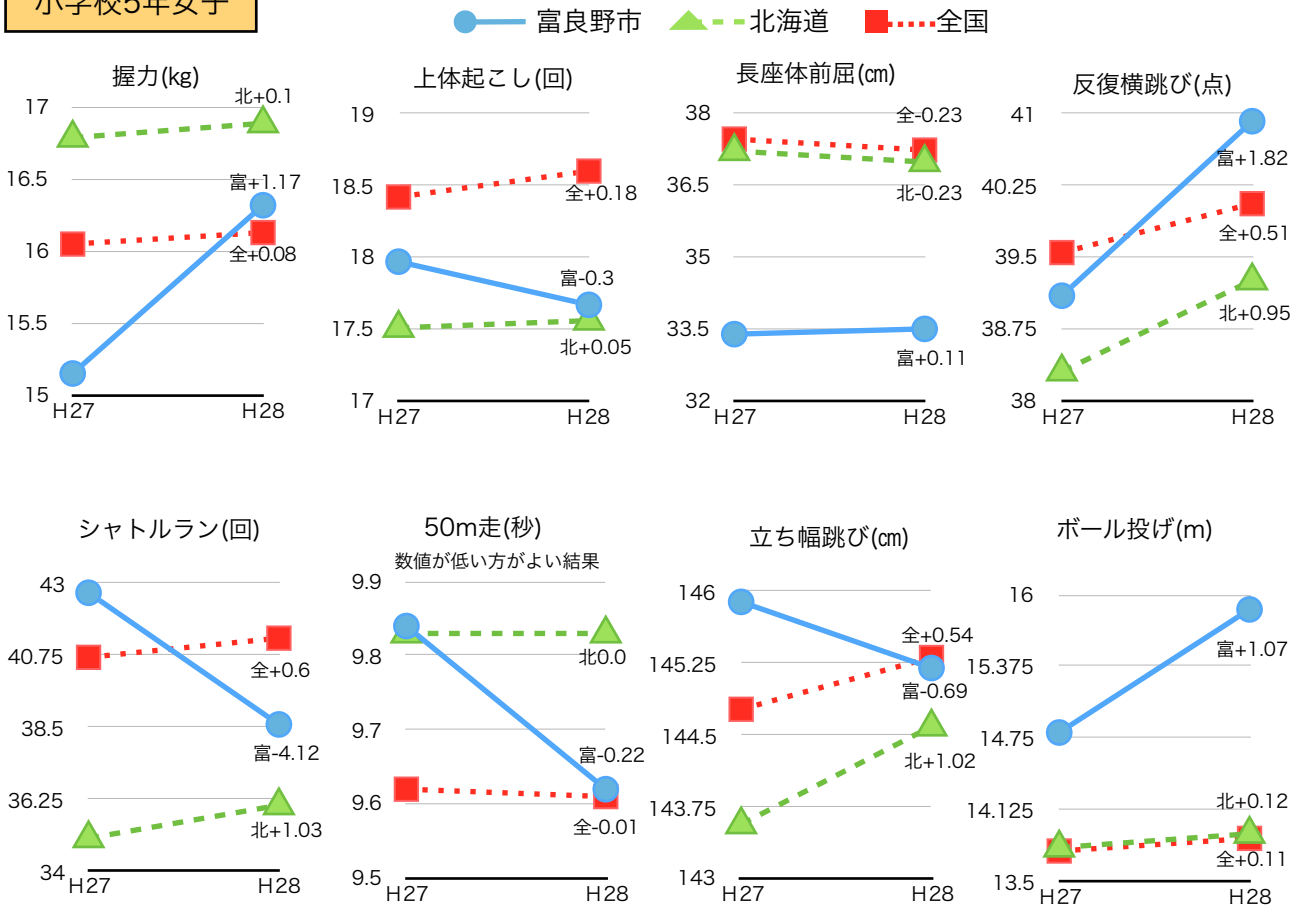 小学校5年女子
富良野市 北海道 全国
握力(kg)
17
16.5
16
15.5
15
H27 H28
北+0.1
富+1.17
全+0.08
上体起こし(回)
19
18.5
18
17.5
17
H27 H28
全+0.18
富-0.3
北+0.05
長座体前屈(㎝)
38
36.5
35
33.5
32
H27 H28
全-0.23
北-0.23
富+0.11
反復横跳び(点)
41
40.25
39.5
38.75
38
H27 H28
富+1.82
全+0.51
北+0.95
シャトルラン(回)
43
40.75
38.5
36.25
34
H27 H28
全+0.6
富-4.12
北+1.03
50m走(秒)
数値が低い方がよい結果
9.9
9.8
9.7
9.6
9.5
H27 H28
北0.0
富-0.22
全-0.01
立ち幅跳び(㎝)
146
145.25
144.5
143.75
143
H27 H28
全+0.54
富-0.69
北+1.02
ボール投げ(m)
16
15.375
14.75
14.125
13.5
H27 H28
富+1.07
北+0.12
全+0.11